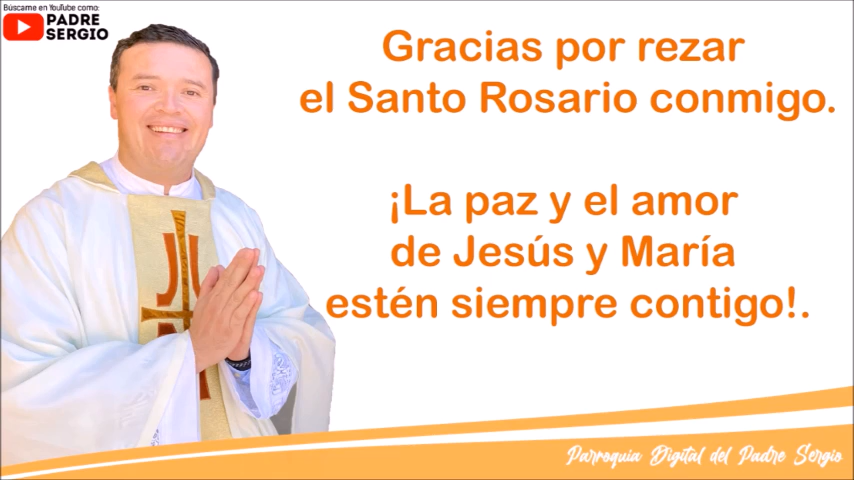 Búscame en YouTube como:
PADRE
SERGIO
Gracias por rezar
el Santo Rosario conmigo.
¡La paz y el amor
de Jesús y María
estén siempre contigo!.
Parroquia Digital del Padre Sergio